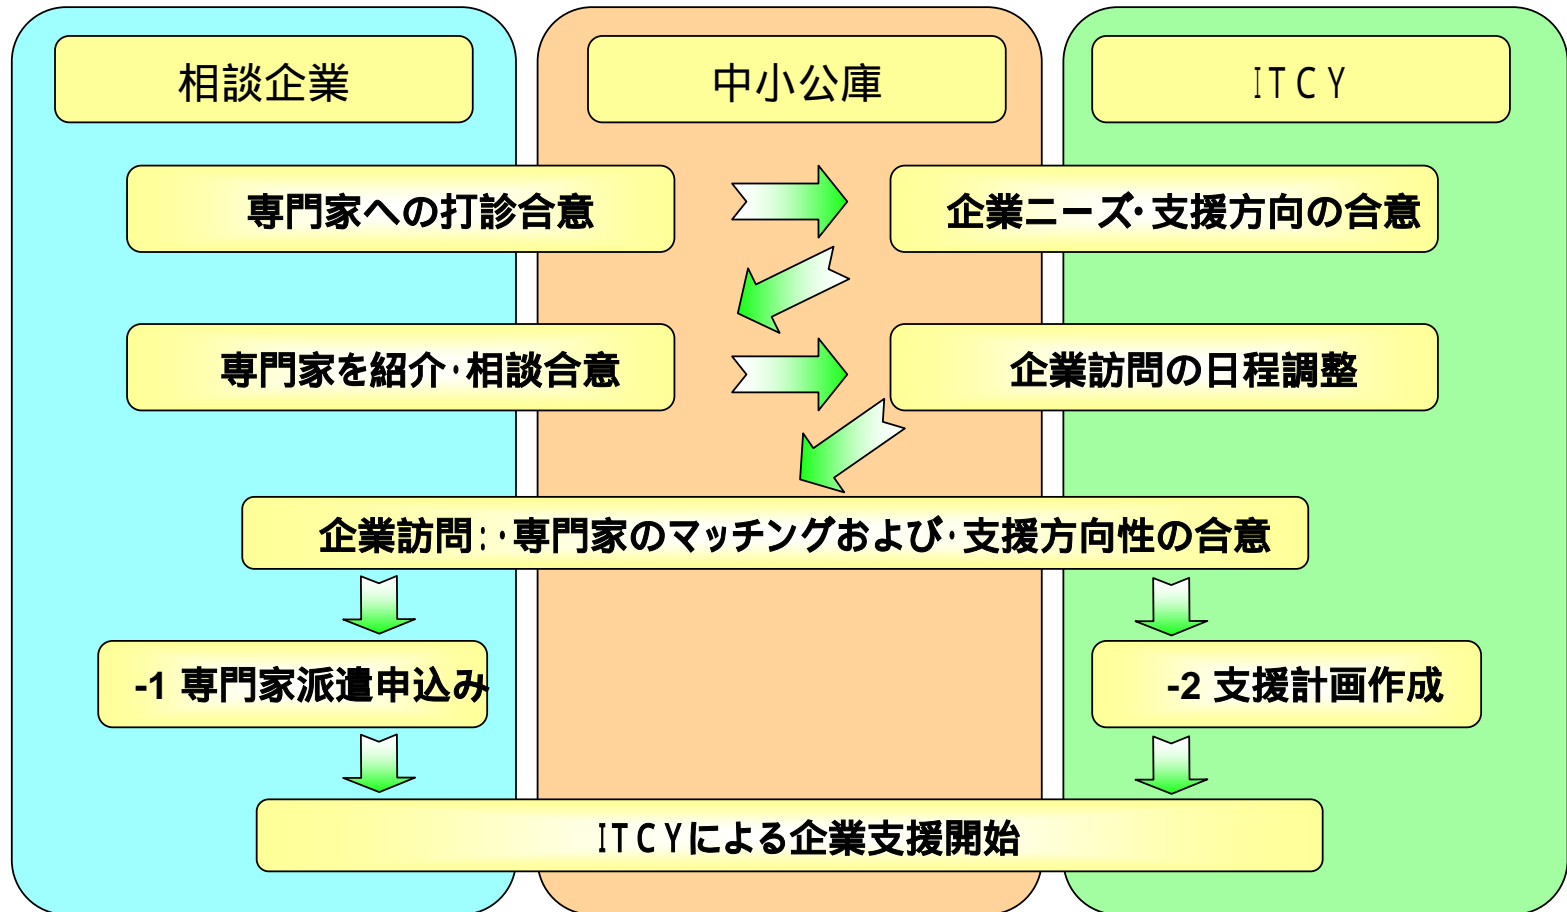 相談企業
中小公庫
ITCY
専門家への打診合意
企業ニーズ・支援方向の合意
専門家を紹介・相談合意
企業訪問の日程調整
企業訪問:・専門家のマッチングおよび・支援方向性の合意
-1 専門家派遣申込み
-2 支援計画作成
ITCYによる企業支援開始